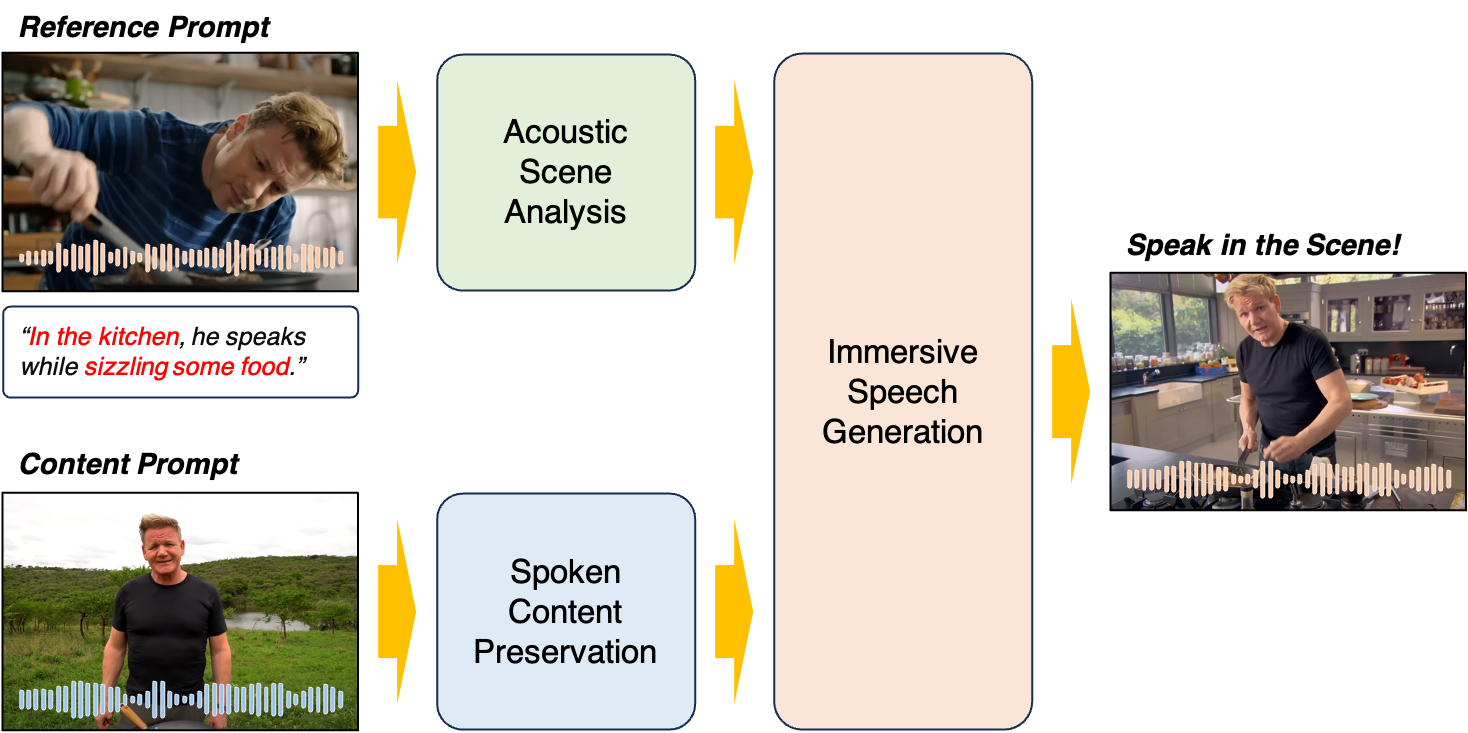 Reference Prompt
“In the kitchen, he speaks
while sizzling some food.”
Content Prompt
Acoustic
Scene
Analysis
Spoken
Content
Preservation
Immersive
Speech
Generation
Speak in the Scene!